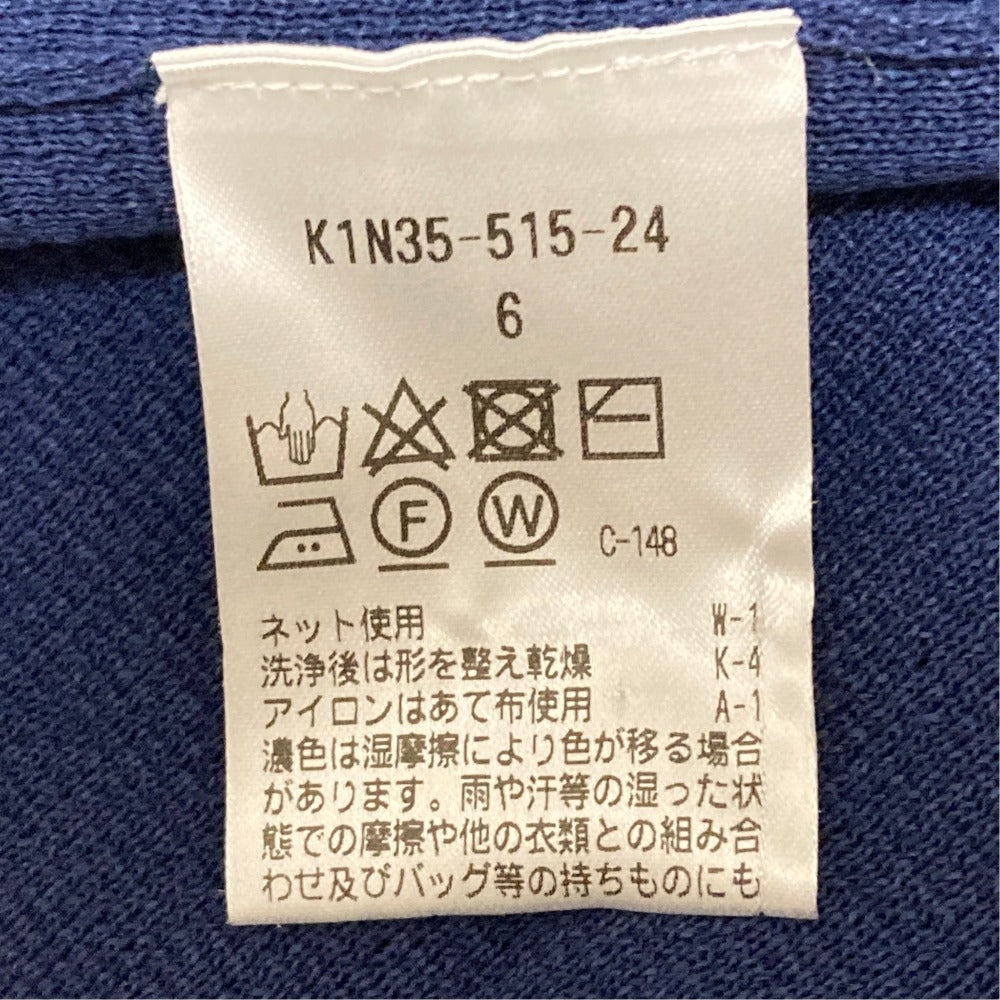 K1N35-515-24
6
F W C-148
ネット使用 W-1
洗浄後は形を整え乾燥 K-4
アイロンはあて布使用 A-1
濃色は湿摩擦により色が移る場合
があります。雨や汗等の湿った状
態での摩擦や他の衣類との組み合
わせ及びバッグ等の持ちものにも